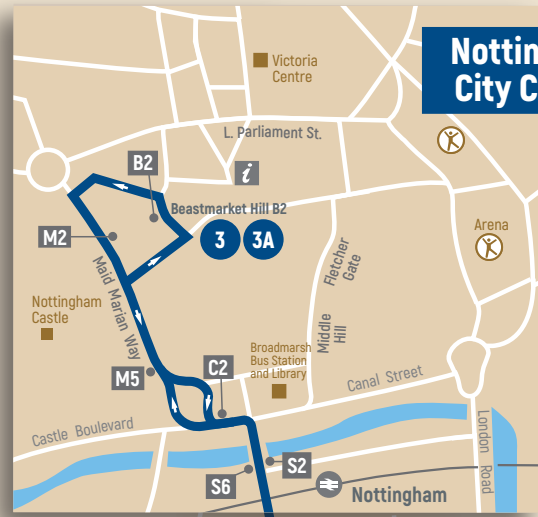 Nottin
City C
Victoria
Centre
L. Parliament St.
B2
i
Beastmarket Hill B2
3
3A
M2
Arena
Fletcher
Gate
Maid Marian Way
Nottingham
Castle
Middle
Hill
Broadmarsh
Bus Station
and Library
C2
M5
Canal Street
Castle Boulevard
London
Road
S2
S6
Nottingham